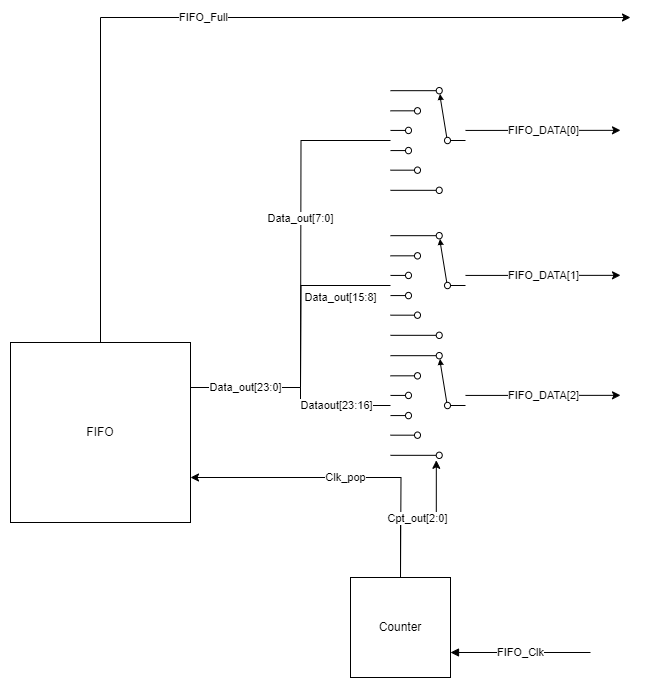 FIFO_Full
FIFO_DATA[0]
Data_out[7:0]
FIFO_DATA[1]
Data_out[15:8]
Data_out[23:0]
FIFO_DATA[2]
Dataout[23:16]
FIFO
Clk_pop
Cpt_out[2:0]
Counter
FIFO_Clk